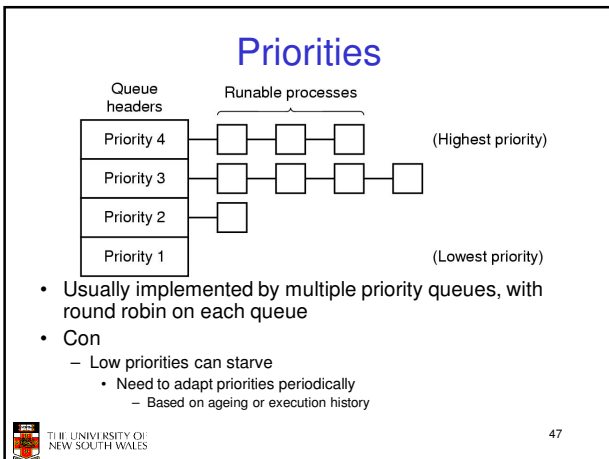 Priorities
Queue
headers
Runable processes
Priority 4
(Highest priority)
Priority 3
Priority 2
Priority 1
(Lowest priority)
• Usually implemented by multiple priority queues, with
round robin on each queue
• Con
– Low priorities can starve
• Need to adapt priorities periodically
– Based on ageing or execution history
THE UNIVERSITY OF
NEW SOUTH WALES
47